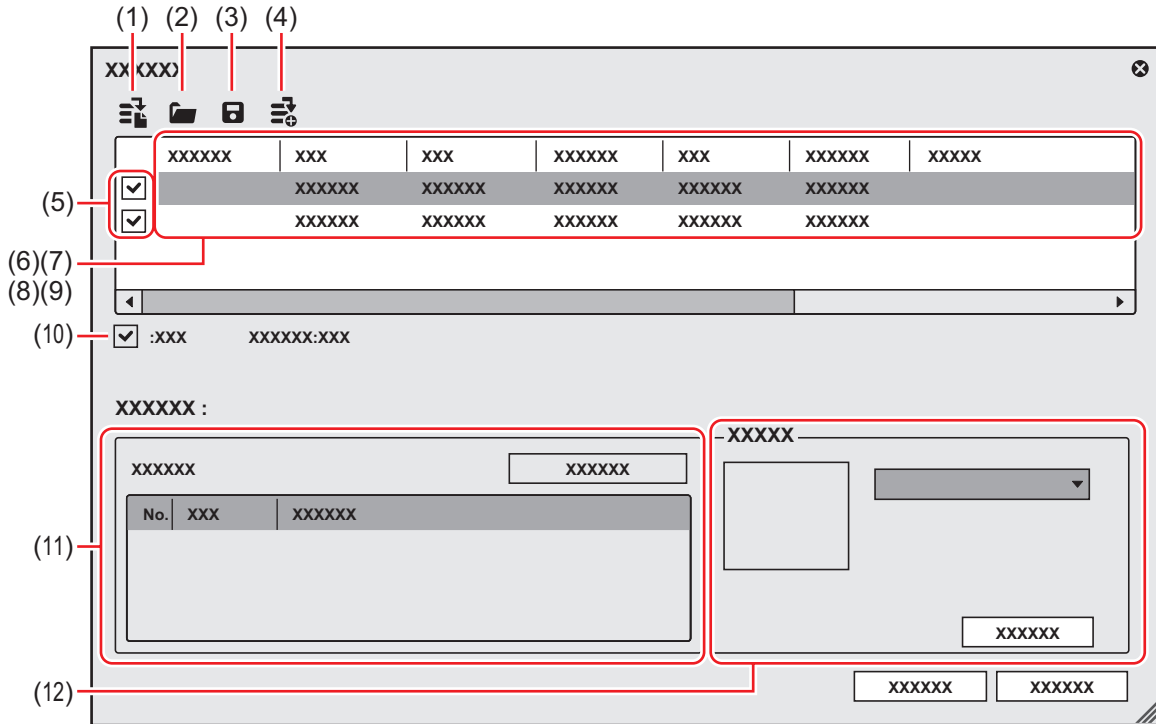 (1) (2) (3) (4)
XXXXXX
XXXXXX XXX XXX XXXXXX XXX XXXXXX XXXXX
(5)
XXXXXX XXXXXX XXXXXX XXXXXX XXXXXX
XXXXXX XXXXXX XXXXXX XXXXXX XXXXXX
(6)(7)
(8)(9)
(10)
:XXX XXXXXX:XXX
XXXXXX :
XXXXXX XXXXXX
No. XXX XXXXXX
(11)
XXXXX
XXXXXX
(12)
XXXXXX XXXXXX